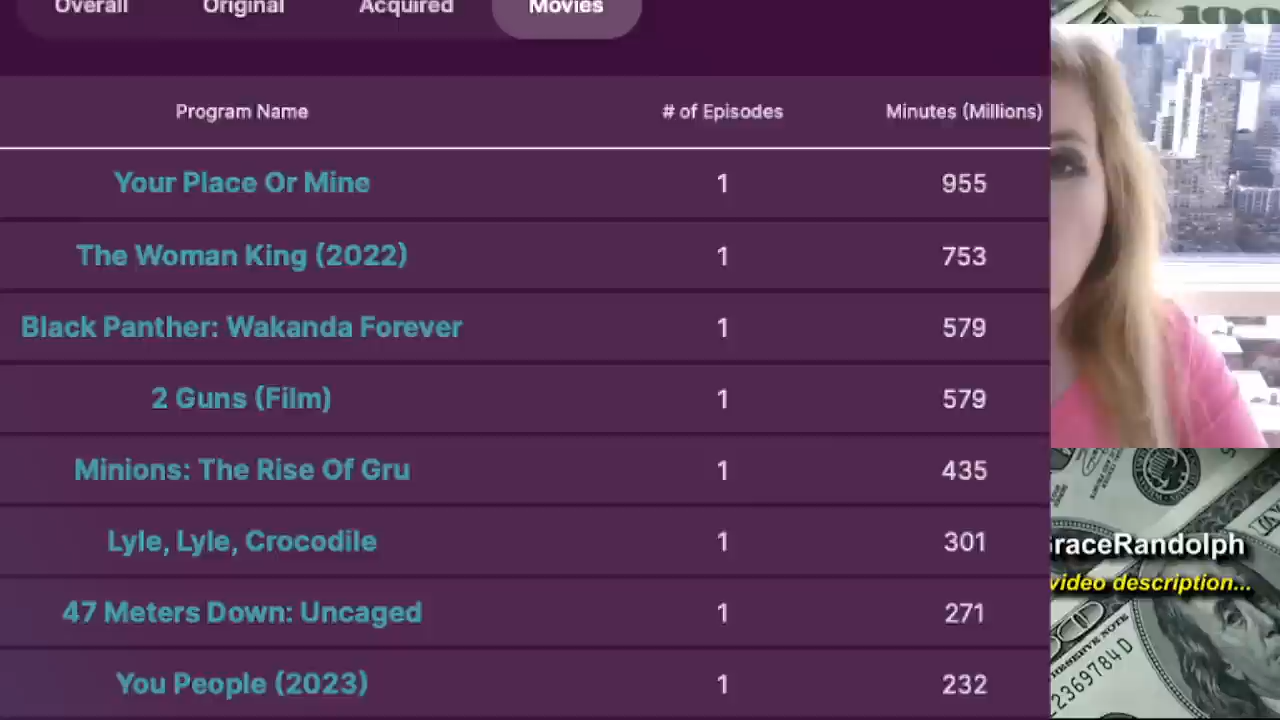 Overall Original Acquired Movies
Program Name # of Episodes Minutes (Millions)
Your Place Or Mine 1 955
The Woman King (2022) 1 753
Black Panther: Wakanda Forever 1 579
2 Guns (Film) 1 579
Minions: The Rise Of Gru 1 435
Lyle, Lyle, Crocodile 1 301
47 Meters Down: Uncaged 1 271
You People (2023) 1 232
100
raceRandolph
video description...
2369784D